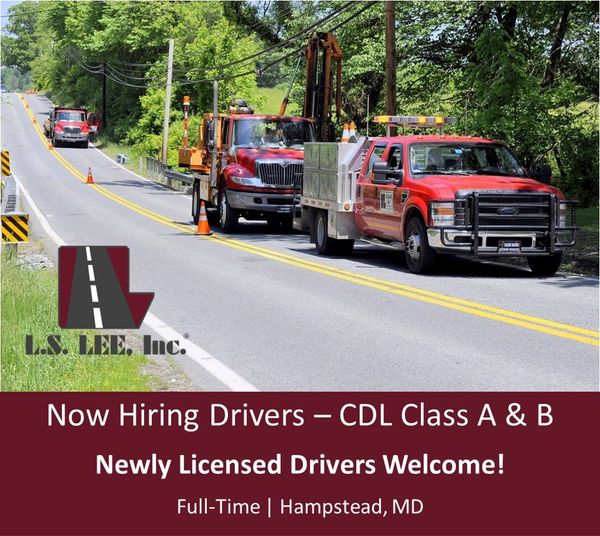 L.S. LEE, Inc.®
Now Hiring Drivers – CDL Class A & B
Newly Licensed Drivers Welcome!
Full-Time | Hampstead, MD